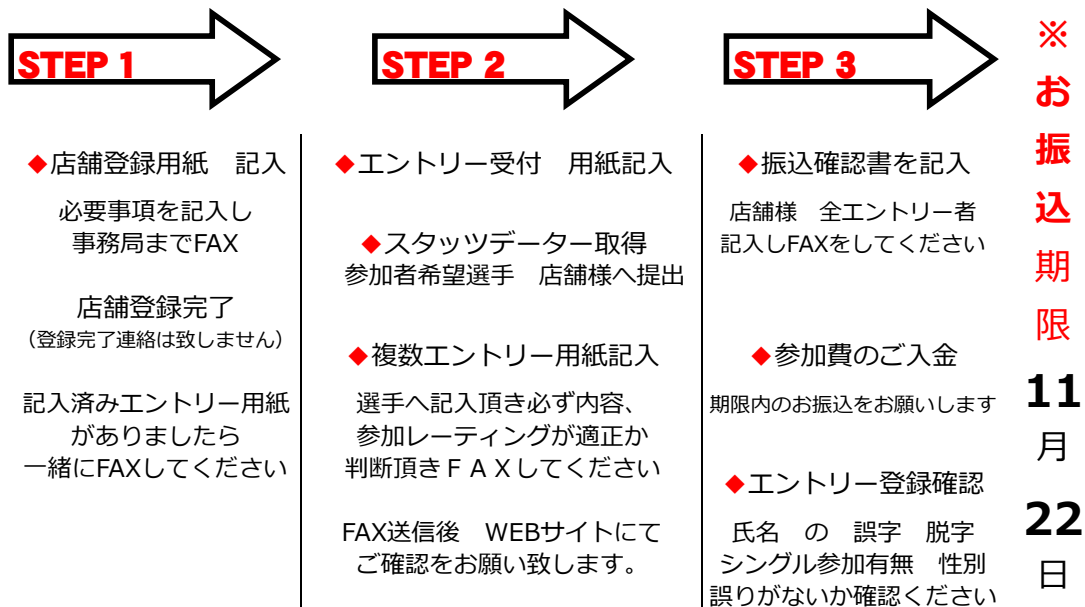 STEP 1
◆店舗登録用紙　記入
必要事項を記入し
事務局までFAX
店舗登録完了
（登録完了連絡は致しません）
記入済みエントリー用紙
がありましたら
一緒にFAXしてください
STEP 2
◆エントリー受付　用紙記入
◆スタッツデーター取得
参加者希望選手　店舗様へ提出
◆複数エントリー用紙記入
選手へ記入頂き必ず内容、
参加レーティングが適正か
判断頂きＦＡＸしてください
FAX送信後　WEBサイトにて
ご確認をお願い致します。
STEP 3
◆振込確認書を記入
店舗様　全エントリー者
記入しFAXをしてください
◆参加費のご入金
期限内のお振込をお願いします
◆エントリー登録確認
氏名　の　誤字　脱字
シングル参加有無　性別
誤りがないか確認ください
※お振込期限11月22日